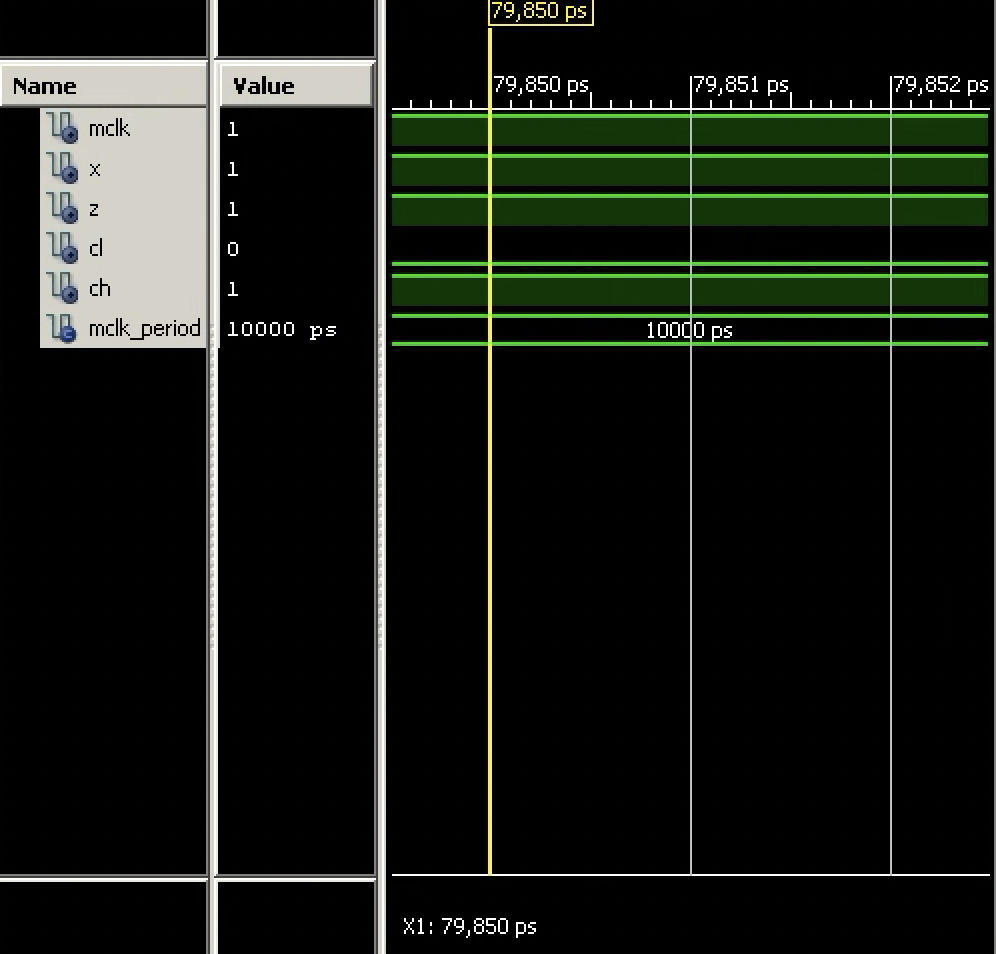 79,850 ps
Name Value 79,850 ps 79,851 ps 79,852 ps
mclk 1
x 1
z 1
cl 0
ch 1
mclk_period 10000 ps 10000 ps
X1: 79,850 ps